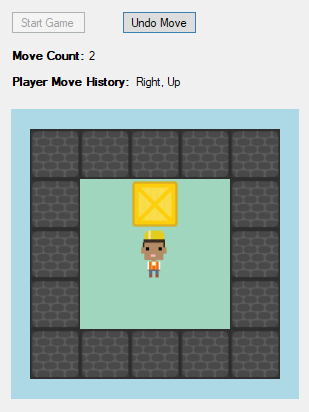 Start Game
Undo Move
Move Count: 2
Player Move History: Right, Up